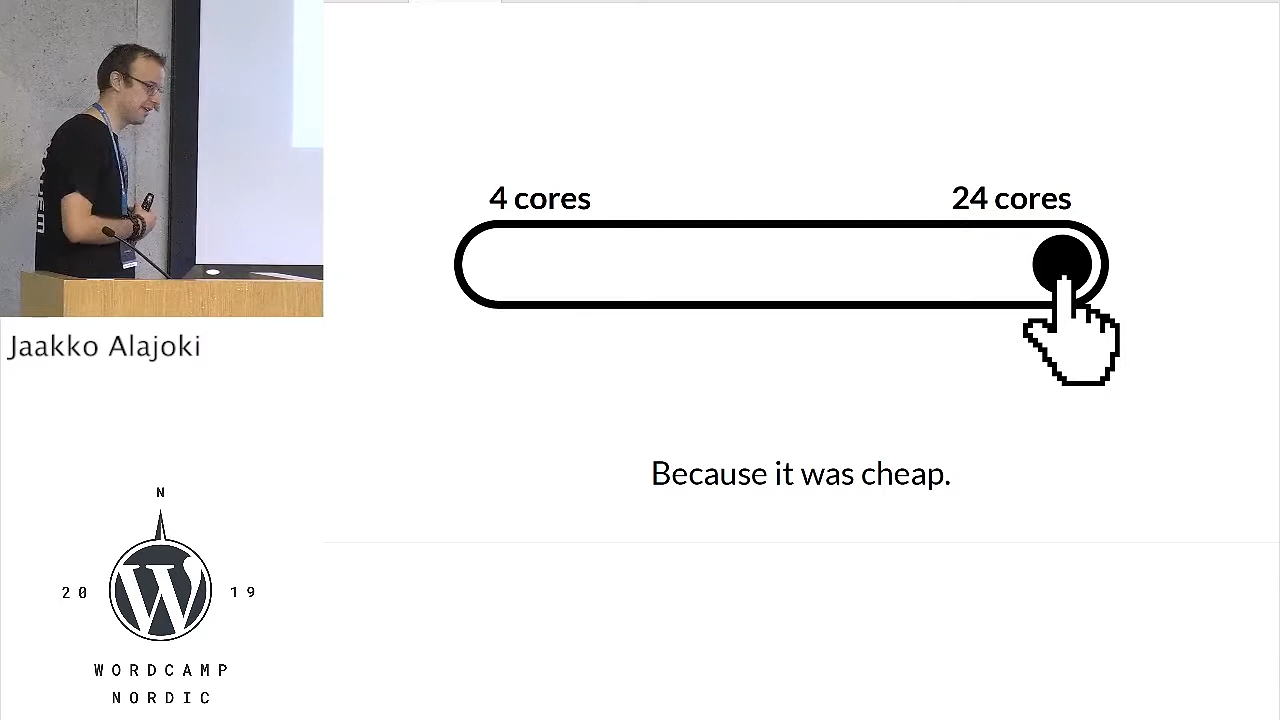 4 cores
24 cores
Because it was cheap.
Jaakko Alajoki
N
20 19
WORDCAMP
NORDIC